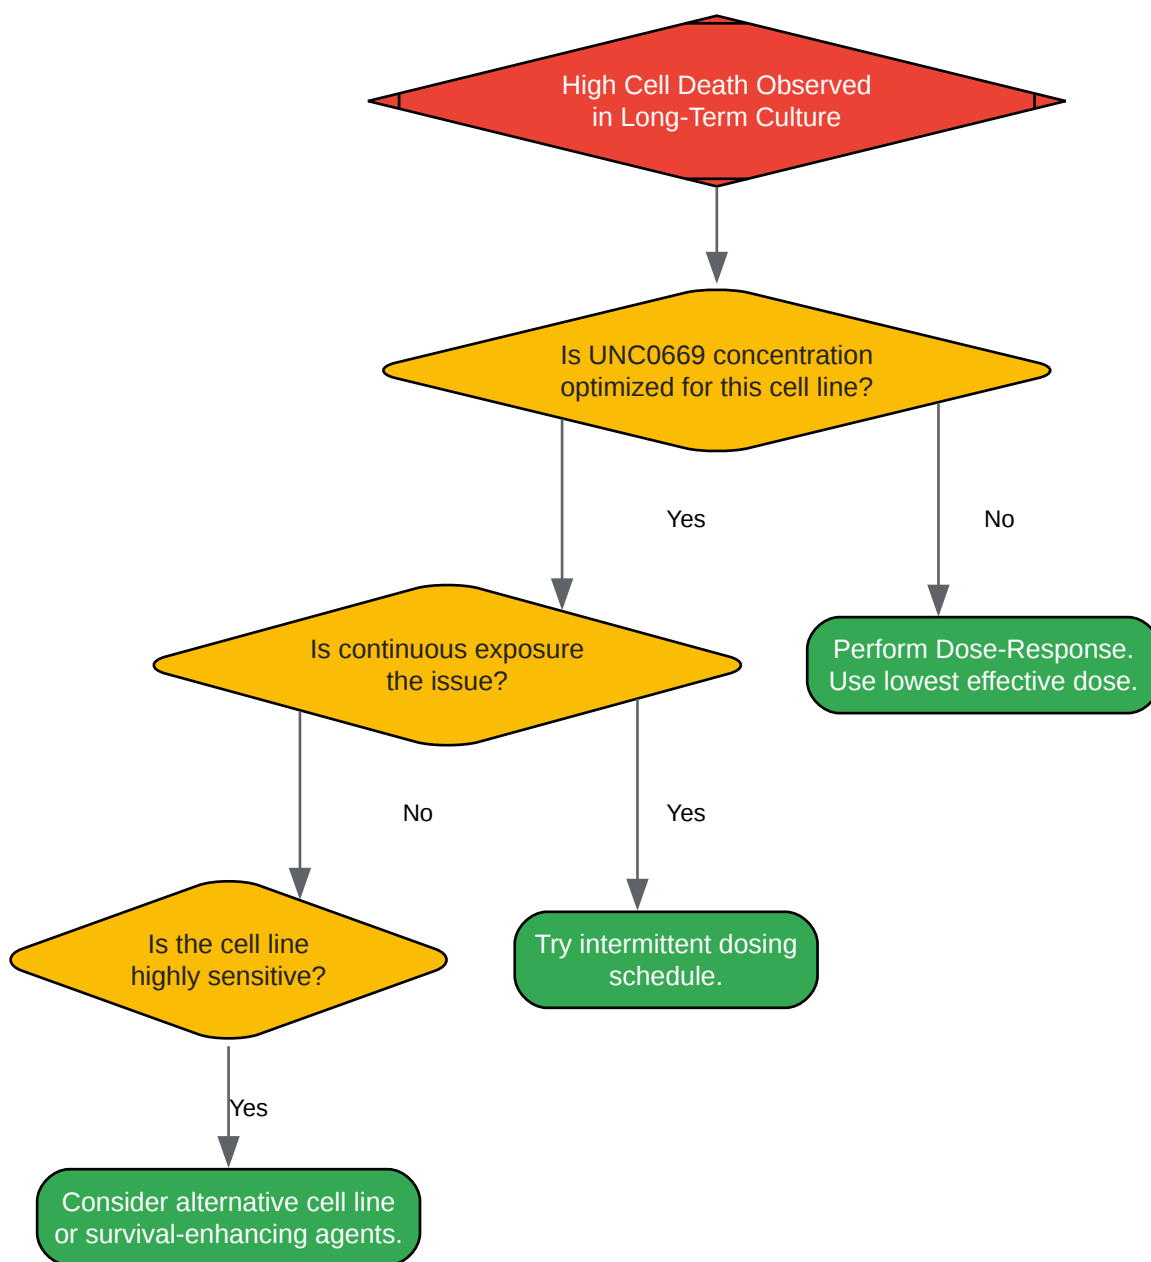 High Cell Death Observed
in Long-Term Culture
Is UNC0669 concentration
optimized for this cell line?
Yes
No
Is continuous exposure
the issue?
Perform Dose-Response.
Use lowest effective dose.
No
Yes
Is the cell line
highly sensitive?
Try intermittent dosing
schedule.
Yes
Consider alternative cell line
or survival-enhancing agents.